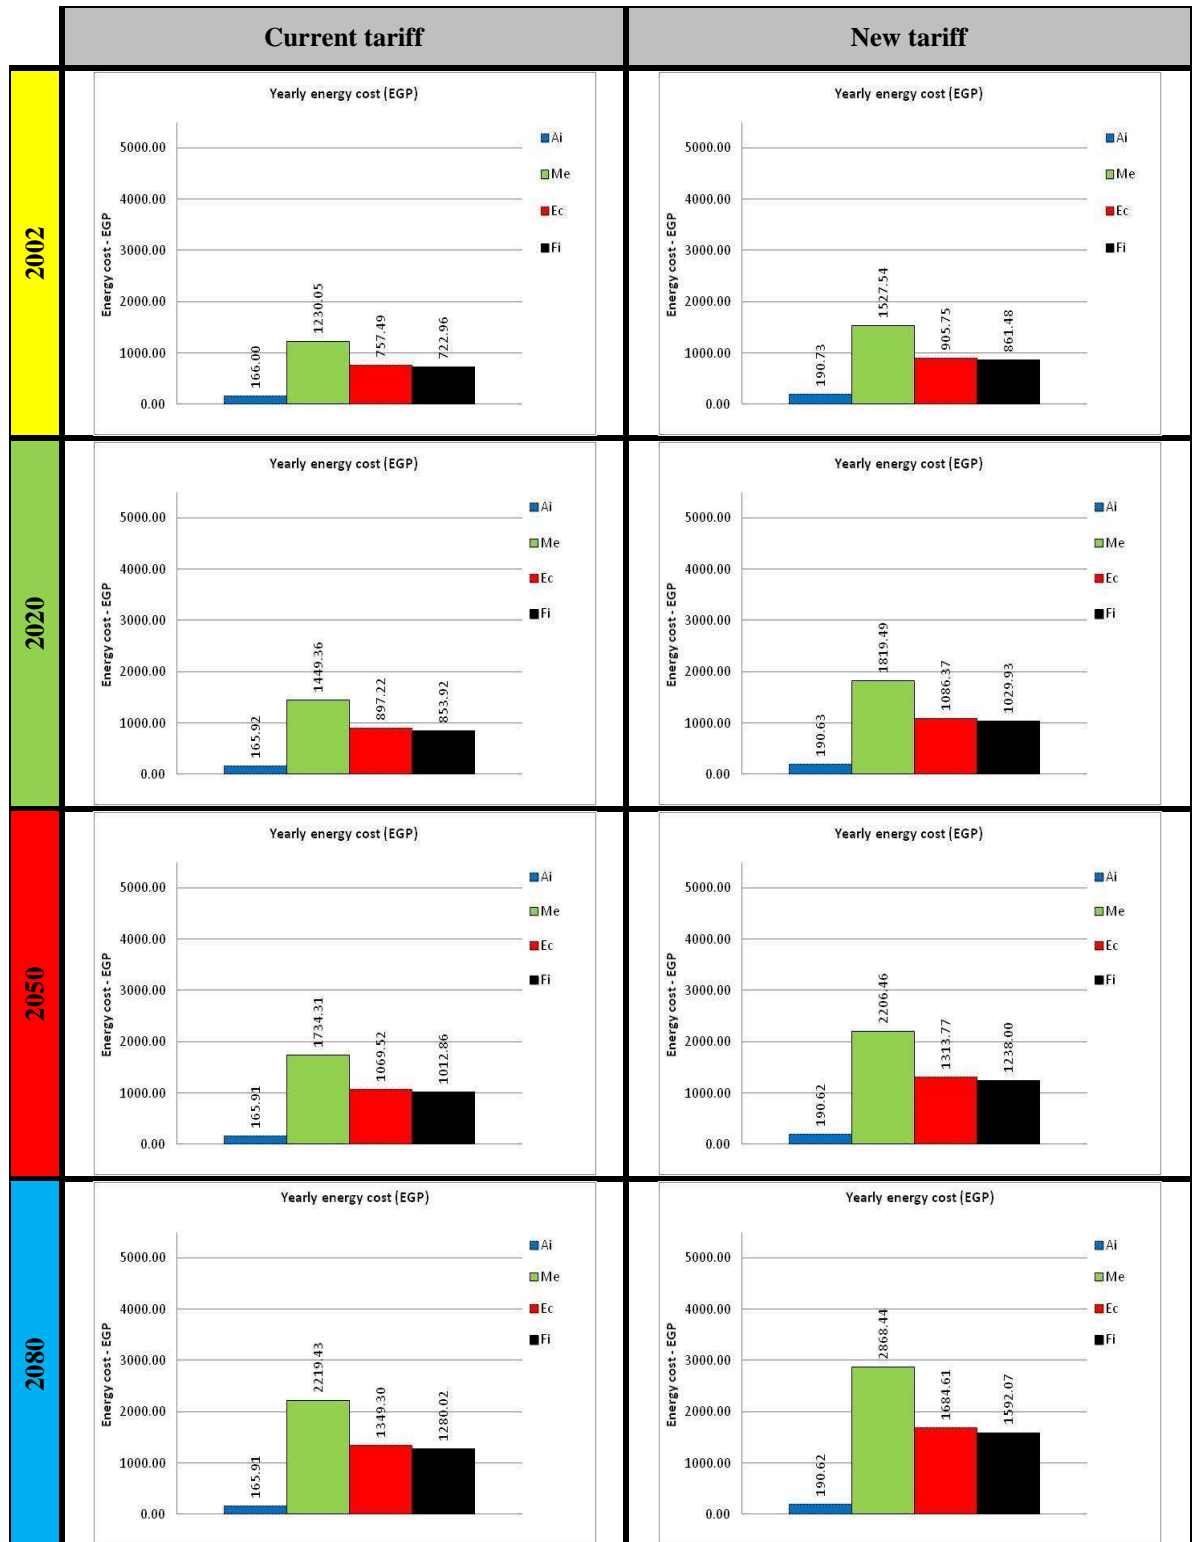 Current tariff
New tariff
2002
Yearly energy cost (EGP)
Energy cost - EGP
5000.00
4000.00
3000.00
2000.00
1000.00
0.00
166.00
1230.05
757.49
722.96
Ai
Me
Ec
Fi
Yearly energy cost (EGP)
Energy cost - EGP
5000.00
4000.00
3000.00
2000.00
1000.00
0.00
190.73
1527.54
905.75
861.48
Ai
Me
Ec
Fi
2020
Yearly energy cost (EGP)
Energy cost - EGP
5000.00
4000.00
3000.00
2000.00
1000.00
0.00
165.92
1449.36
897.22
853.92
Ai
Me
Ec
Fi
Yearly energy cost (EGP)
Energy cost - EGP
5000.00
4000.00
3000.00
2000.00
1000.00
0.00
190.63
1819.49
1086.37
1029.93
Ai
Me
Ec
Fi
2050
Yearly energy cost (EGP)
Energy cost - EGP
5000.00
4000.00
3000.00
2000.00
1000.00
0.00
165.91
1734.31
1069.52
1012.86
Ai
Me
Ec
Fi
Yearly energy cost (EGP)
Energy cost - EGP
5000.00
4000.00
3000.00
2000.00
1000.00
0.00
190.62
2206.46
1313.77
1238.00
Ai
Me
Ec
Fi
2080
Yearly energy cost (EGP)
Energy cost - EGP
5000.00
4000.00
3000.00
2000.00
1000.00
0.00
165.91
2219.43
1349.30
1280.02
Ai
Me
Ec
Fi
Yearly energy cost (EGP)
Energy cost - EGP
5000.00
4000.00
3000.00
2000.00
1000.00
0.00
190.62
2868.44
1684.61
1592.07
Ai
Me
Ec
Fi